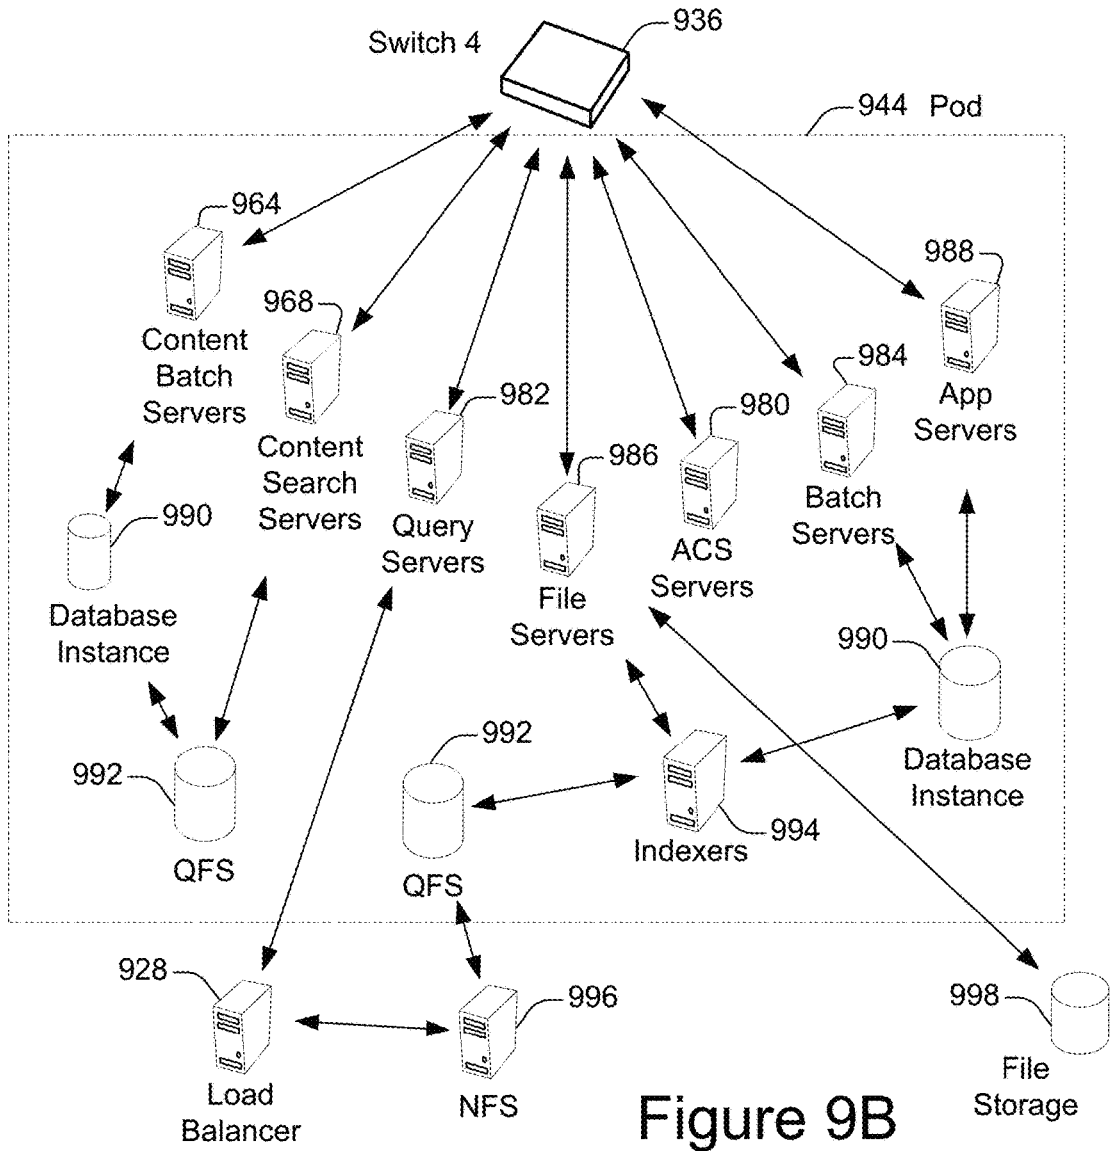 936
Switch 4
944 Pod
964
Content
Batch
Servers
968
Content
Search
Servers
982
Query
Servers
986
File
Servers
980
ACS
Servers
984
Batch
Servers
988
App
Servers
990
Database
Instance
990
Database
Instance
992
QFS
992
QFS
994
Indexers
928
Load
Balancer
996
NFS
998
File
Storage
Figure 9B